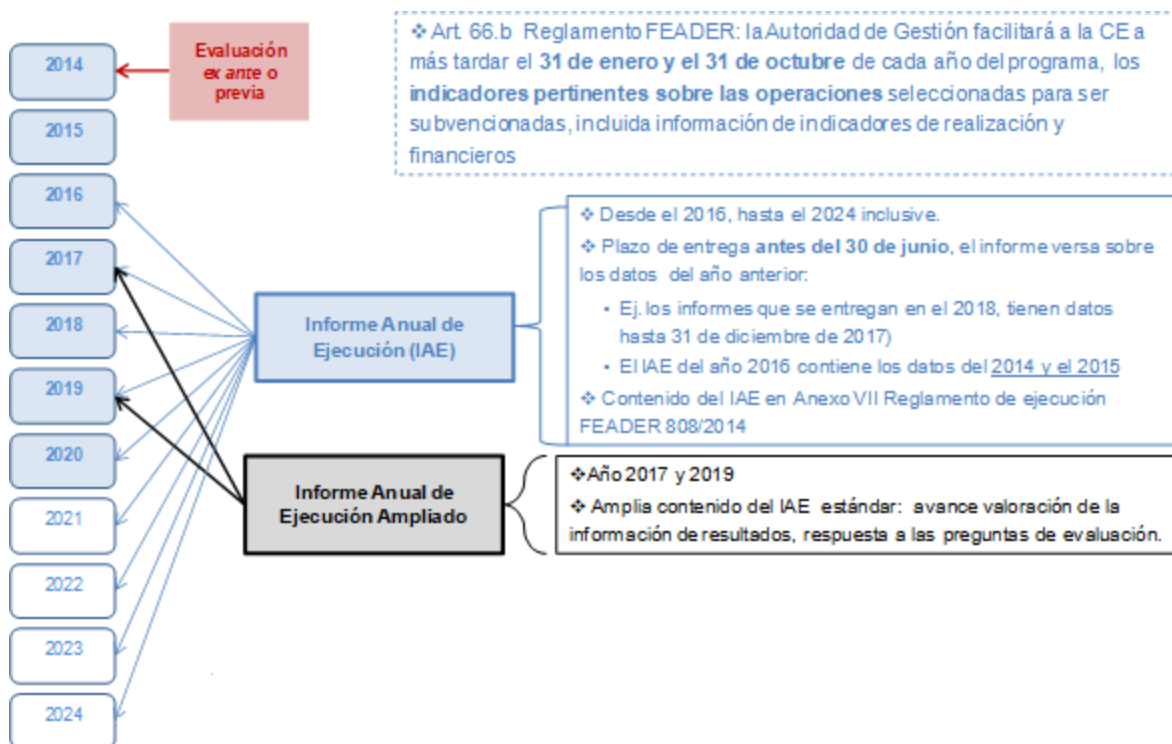 2014
2015
2016
2017
2018
2019
2020
2021
2022
2023
2024
Evaluación
ex ante o
previa
❖ Art. 66.b Reglamento FEADER: la Autoridad de Gestión facilitará a la CE a
más tardar el 31 de enero y el 31 de octubre de cada año del programa, los
indicadores pertinentes sobre las operaciones seleccionadas para ser
subvencionadas, incluida información de indicadores de realización y
financieros
Informe Anual de
Ejecución (IAE)
❖ Desde el 2016, hasta el 2024 inclusive.
❖ Plazo de entrega antes del 30 de junio, el informe versa sobre
los datos del año anterior:
• Ej. los informes que se entregan en el 2018, tienen datos
hasta 31 de diciembre de 2017)
• El IAE del año 2016 contiene los datos del 2014 y el 2015
❖ Contenido del IAE en Anexo VII Reglamento de ejecución
FEADER 808/2014
Informe Anual de
Ejecución Ampliado
❖Año 2017 y 2019
❖ Amplia contenido del IAE estándar: avance valoración de la
información de resultados, respuesta a las preguntas de evaluación.